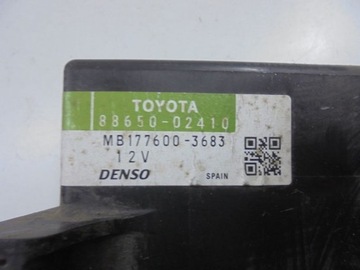 TOYOTA
88650-02410
MB177600-3683
12V
DENSO SPAIN